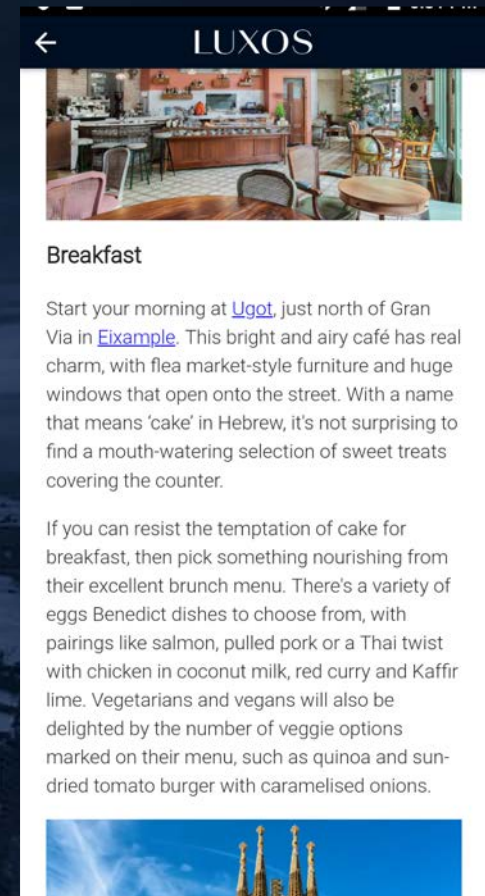 LUXOS
Breakfast
Start your morning at Ugot, just north of Gran
Via in Eixample. This bright and airy café has real
charm, with flea market-style furniture and huge
windows that open onto the street. With a name
that means ‘cake’ in Hebrew, it's not surprising to
find a mouth-watering selection of sweet treats
covering the counter.
If you can resist the temptation of cake for
breakfast, then pick something nourishing from
their excellent brunch menu. There's a variety of
eggs Benedict dishes to choose from, with
pairings like salmon, pulled pork or a Thai twist
with chicken in coconut milk, red curry and Kaffir
lime. Vegetarians and vegans will also be
delighted by the number of veggie options
marked on their menu, such as quinoa and sun-
dried tomato burger with caramelised onions.